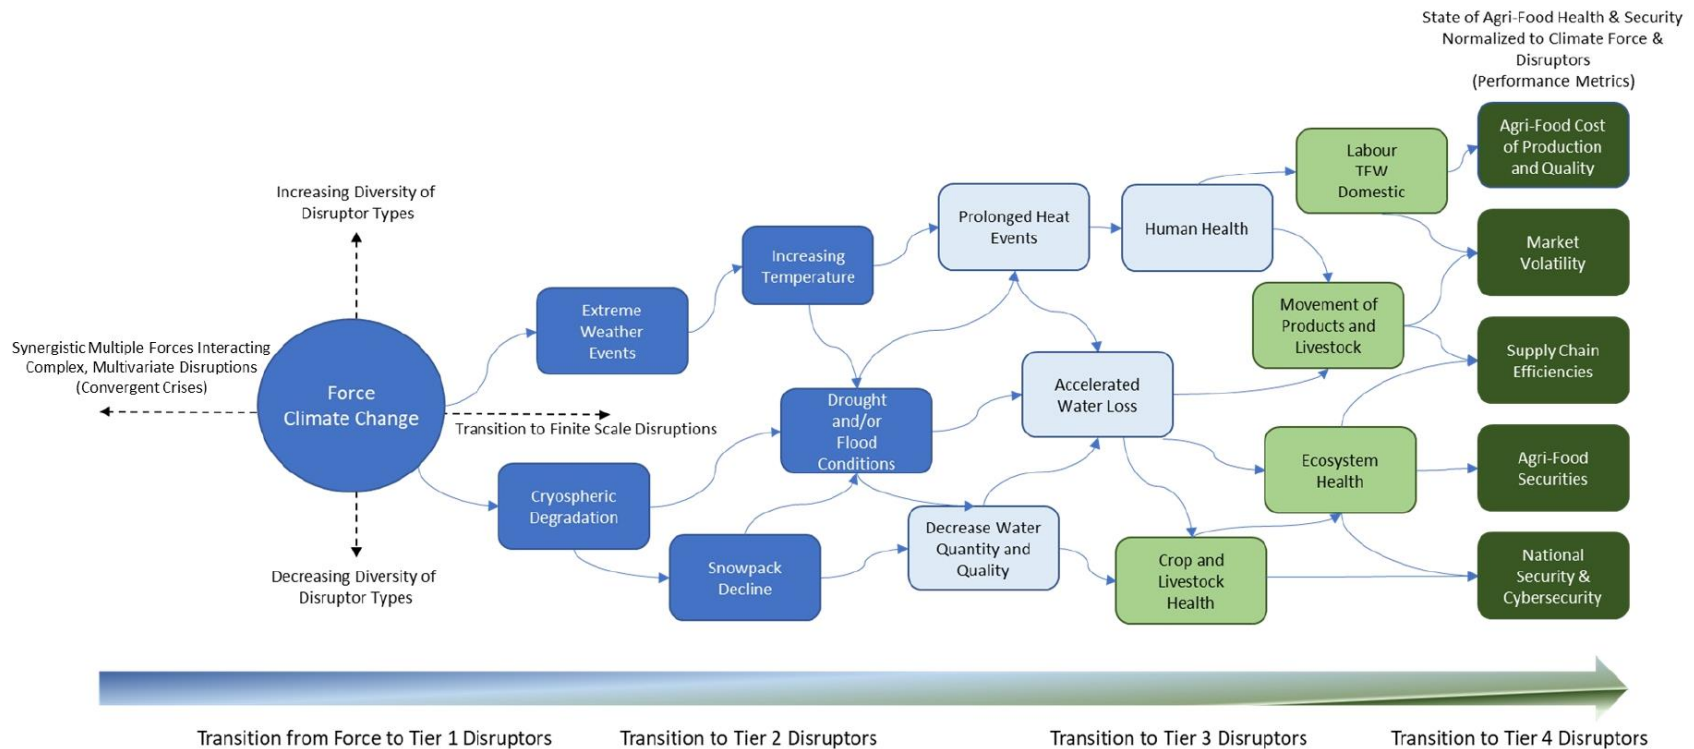 State of Agri-Food Health & Security
Normalized to Climate Force &
Disruptors
(Performance Metrics)
Increasing Diversity of
Disruptor Types
Synergistic Multiple Forces Interacting
Complex, Multivariate Disruptions
(Convergent Crises)
Force
Climate Change
Transition to Finite Scale Disruptions
Decreasing Diversity of
Disruptor Types
Extreme
Weather
Events
Cryospheric
Degradation
Increasing
Temperature
Drought
and/or
Flood
Conditions
Snowpack
Decline
Prolonged Heat
Events
Accelerated
Water Loss
Decrease Water
Quantity and
Quality
Human Health
Labour
TFW
Domestic
Movement of
Products and
Livestock
Ecosystem
Health
Crop and
Livestock
Health
Agri-Food Cost
of Production
and Quality
Market
Volatility
Supply Chain
Efficiencies
Agri-Food
Securities
National
Security &
Cybersecurity
Transition from Force to Tier 1 Disruptors
Transition to Tier 2 Disruptors
Transition to Tier 3 Disruptors
Transition to Tier 4 Disruptors